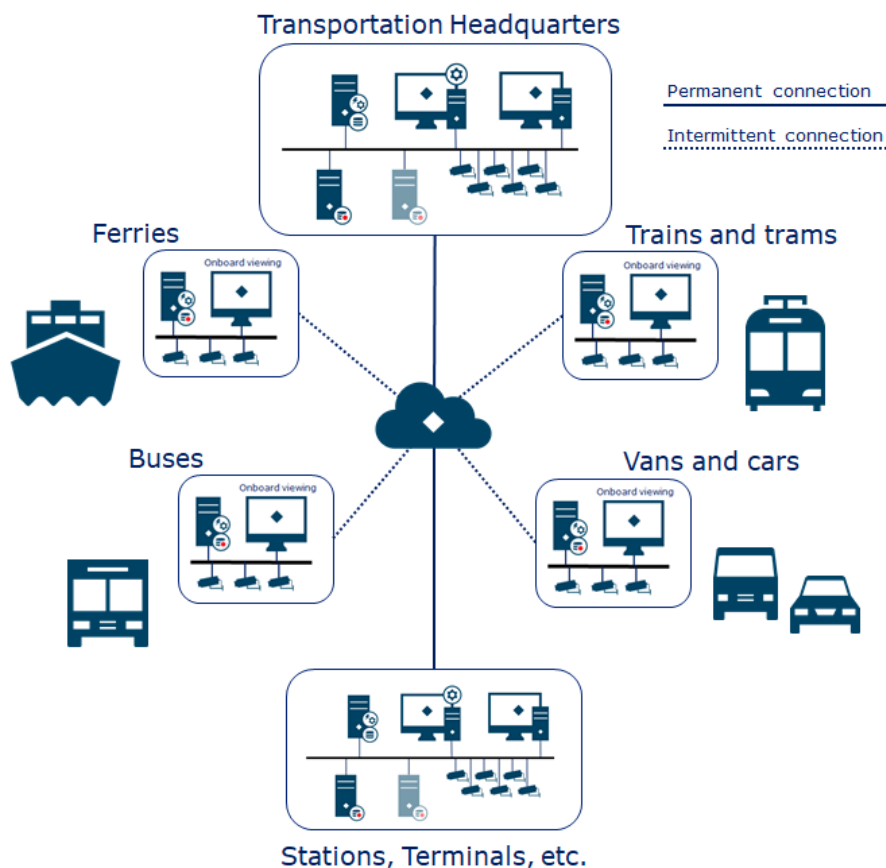 Transportation Headquarters
Permanent connection
Intermittent connection
Ferries
Onboard viewing
Trains and trams
Onboard viewing
Buses
Onboard viewing
Vans and cars
Onboard viewing
Stations, Terminals, etc.